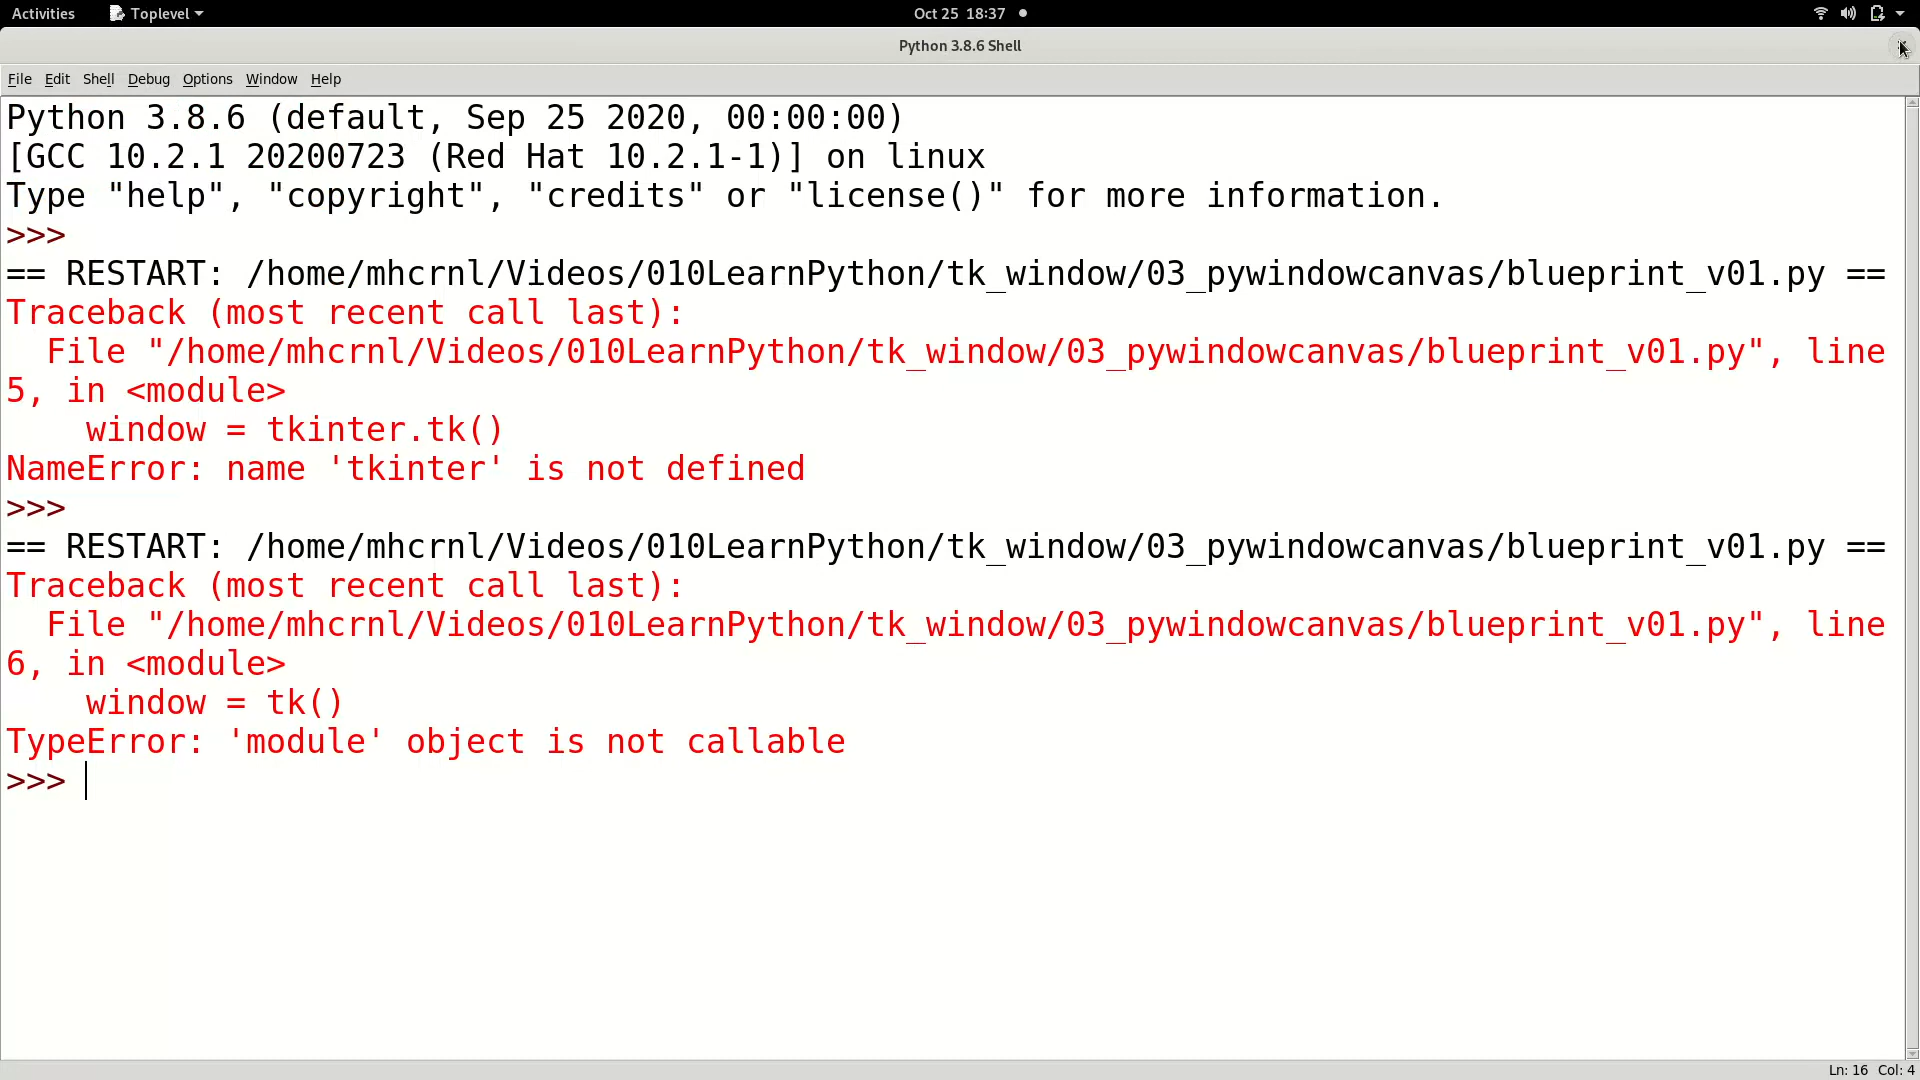 Activities Toplevel Oct 25 18:37
Python 3.8.6 Shell
File Edit Shell Debug Options Window Help
Python 3.8.6 (default, Sep 25 2020, 00:00:00)
[GCC 10.2.1 20200723 (Red Hat 10.2.1-1)] on linux
Type "help", "copyright", "credits" or "license()" for more information.
>>>
== RESTART: /home/mhcrnl/Videos/010LearnPython/tk_window/03_pywindowcanvas/blueprint_v01.py ==
Traceback (most recent call last):
  File "/home/mhcrnl/Videos/010LearnPython/tk_window/03_pywindowcanvas/blueprint_v01.py", line
5, in <module>
    window = tkinter.tk()
NameError: name 'tkinter' is not defined
>>>
== RESTART: /home/mhcrnl/Videos/010LearnPython/tk_window/03_pywindowcanvas/blueprint_v01.py ==
Traceback (most recent call last):
  File "/home/mhcrnl/Videos/010LearnPython/tk_window/03_pywindowcanvas/blueprint_v01.py", line
6, in <module>
    window = tk()
TypeError: 'module' object is not callable
>>>
Ln: 16 Col: 4